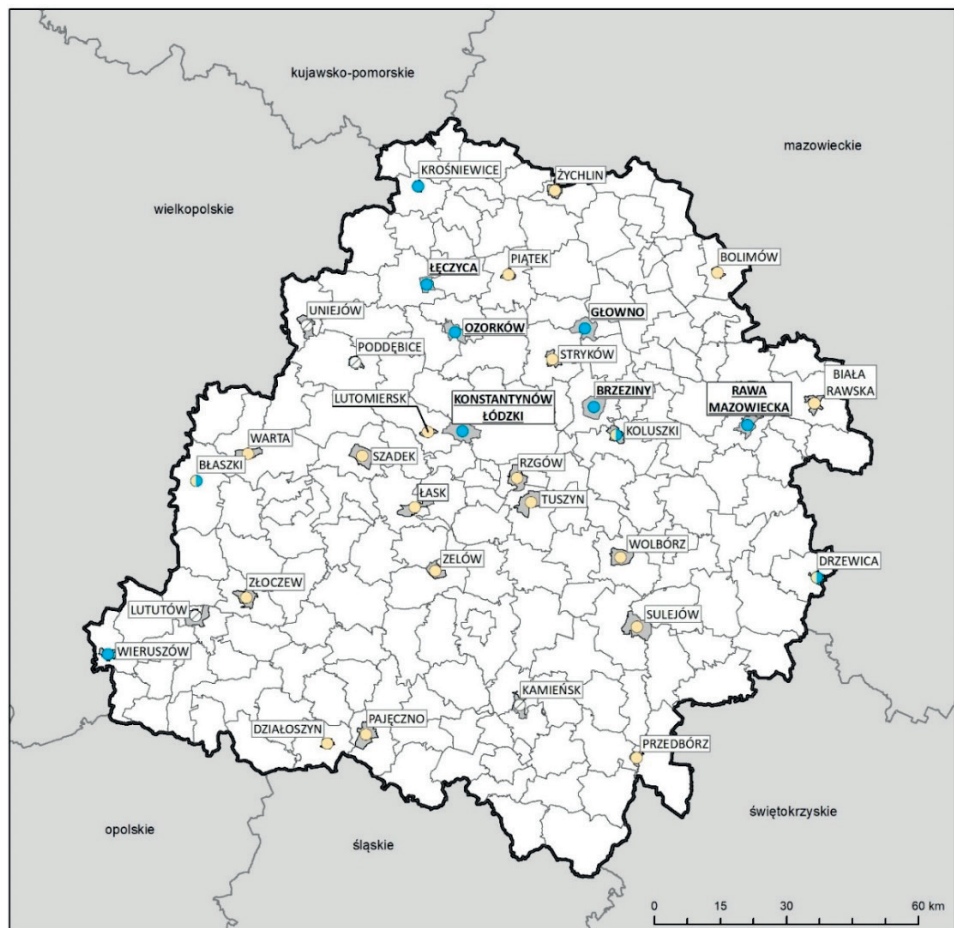 kujawsko-pomorskie
mazowieckie
wielkopolskie
KROŚNIEWICE
ŻYCHLIN
ŁĘCZYCA
PIĄTEK
BOLIMÓW
UNIEJÓW
OZORKÓW
GŁOWNO
PODDĘBICE
STRYKÓW
LUTOMIERSK
KONSTANTYNÓW
ŁÓDZKI
BRZEZINY
RAWA
MAZOWIECKA
BIAŁA
RAWSKA
KOLUSZKI
WARTA
BŁASZKI
SZADEK
RZGÓW
ŁASK
TUSZYN
ZELÓW
WOLBÓRZ
DRZEWICA
ZŁOCZEW
LUTUTÓW
SULEJÓW
WIERUSZÓW
KAMIEŃSK
DZIAŁOSZYN
PAJĘCZNO
PRZEDBÓRZ
opolskie
śląskie
świętokrzyskie
0 15 30 60 km